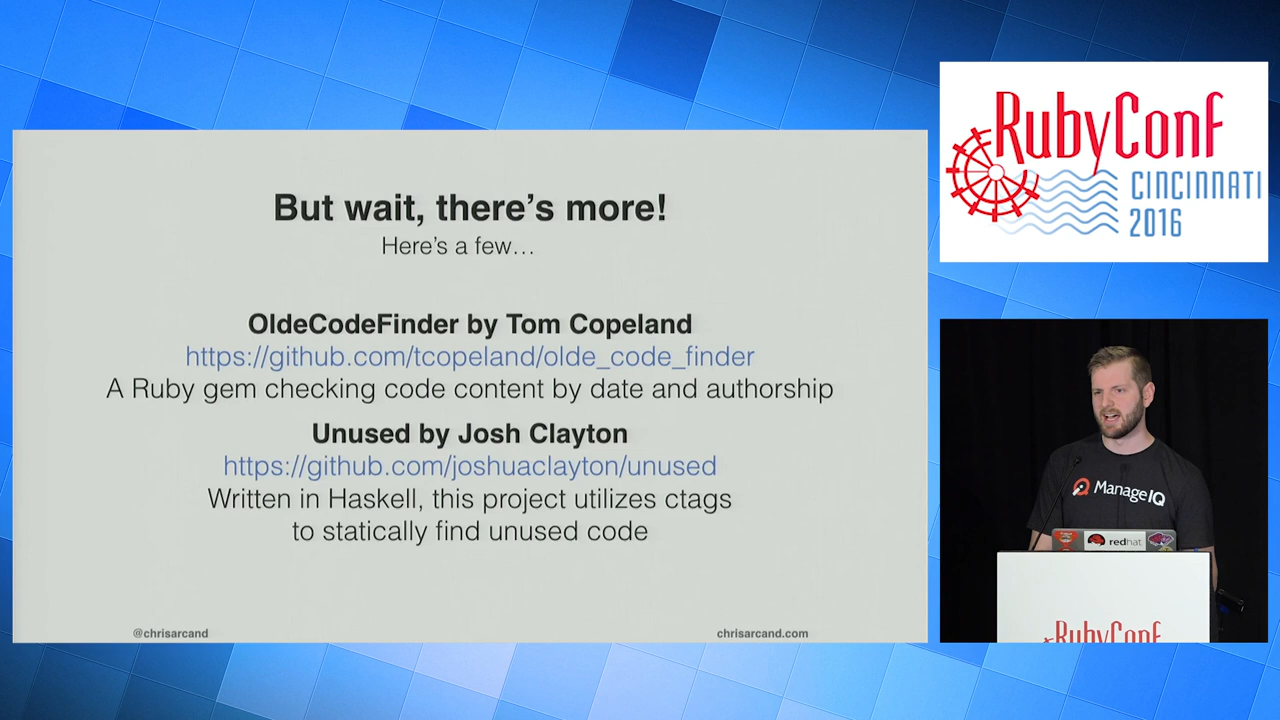 But wait, there's more!
Here's a few…
OldeCodeFinder by Tom Copeland
https://github.com/tcopeland/olde_code_finder
A Ruby gem checking code content by date and authorship
Unused by Josh Clayton
https://github.com/joshuaclayton/unused
Written in Haskell, this project utilizes ctags
to statically find unused code
@chrisarcand
chrisarcand.com
RubyConf
CINCINNATI
2016
ManageIQ
redhat
RubyConf